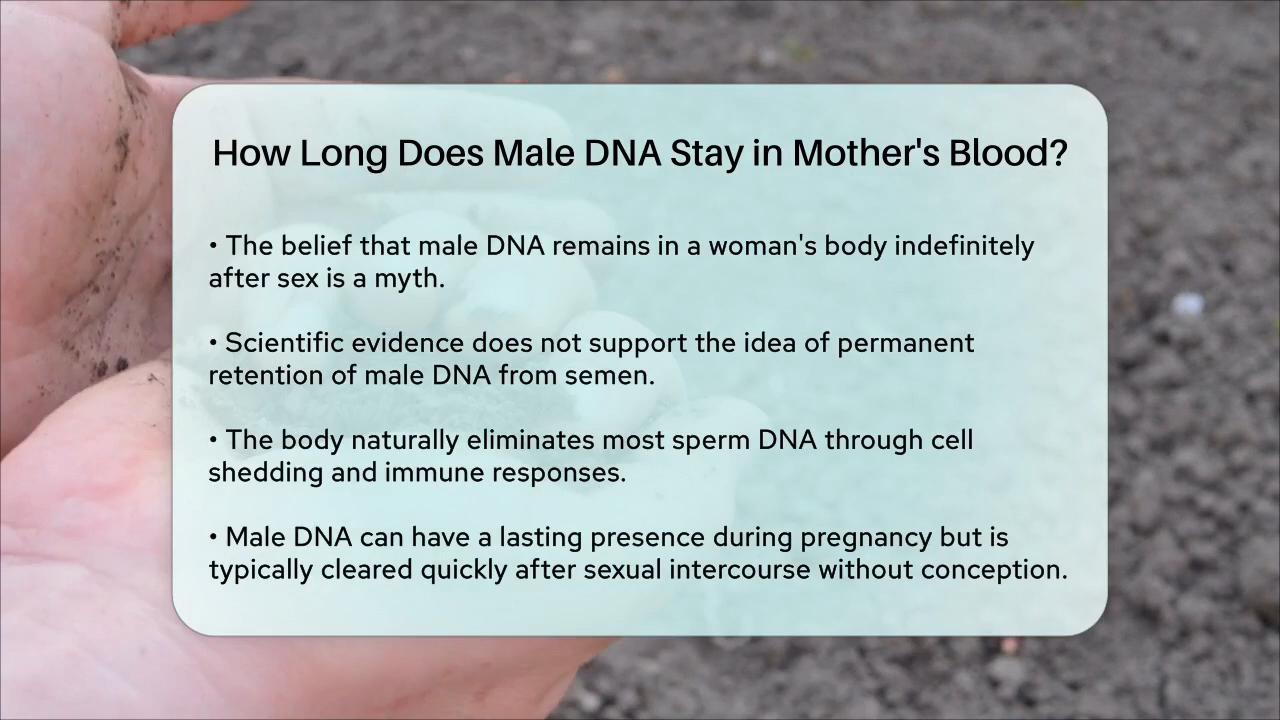 How Long Does Male DNA Stay in Mother's Blood?
• The belief that male DNA remains in a woman's body indefinitely
after sex is a myth.
• Scientific evidence does not support the idea of permanent
retention of male DNA from semen.
• The body naturally eliminates most sperm DNA through cell
shedding and immune responses.
• Male DNA can have a lasting presence during pregnancy but is
typically cleared quickly after sexual intercourse without conception.